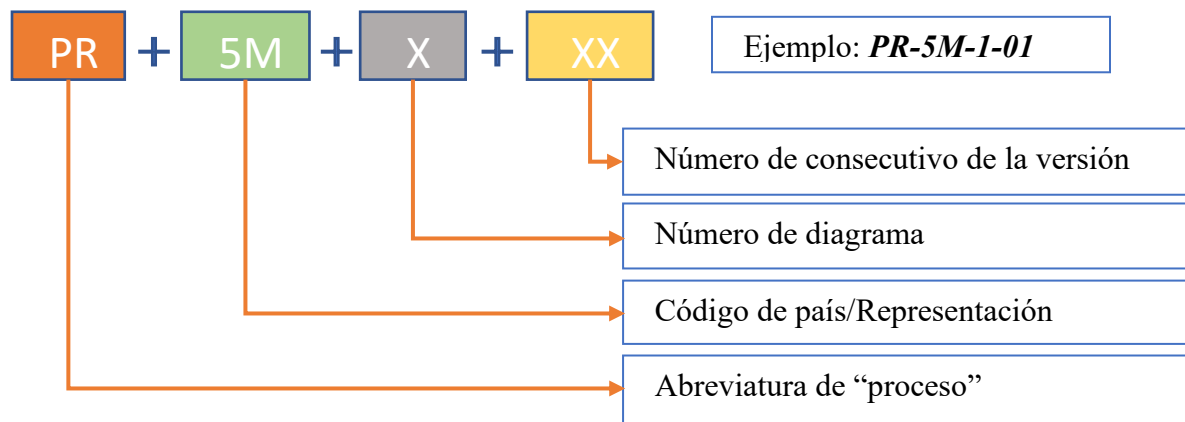 PR + 5M + X + XX
Ejemplo: PR-5M-1-01
Número de consecutivo de la versión
Número de diagrama
Código de país/Representación
Abreviatura de “proceso”